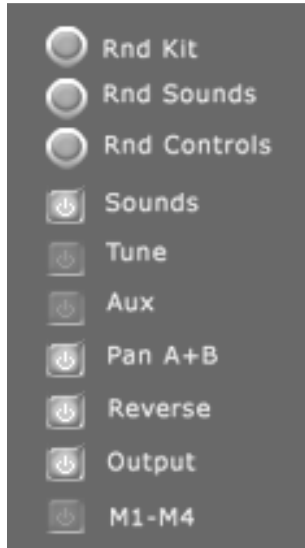 Rnd Kit
Rnd Sounds
Rnd Controls
Sounds
Tune
Aux
Pan A+B
Reverse
Output
M1-M4